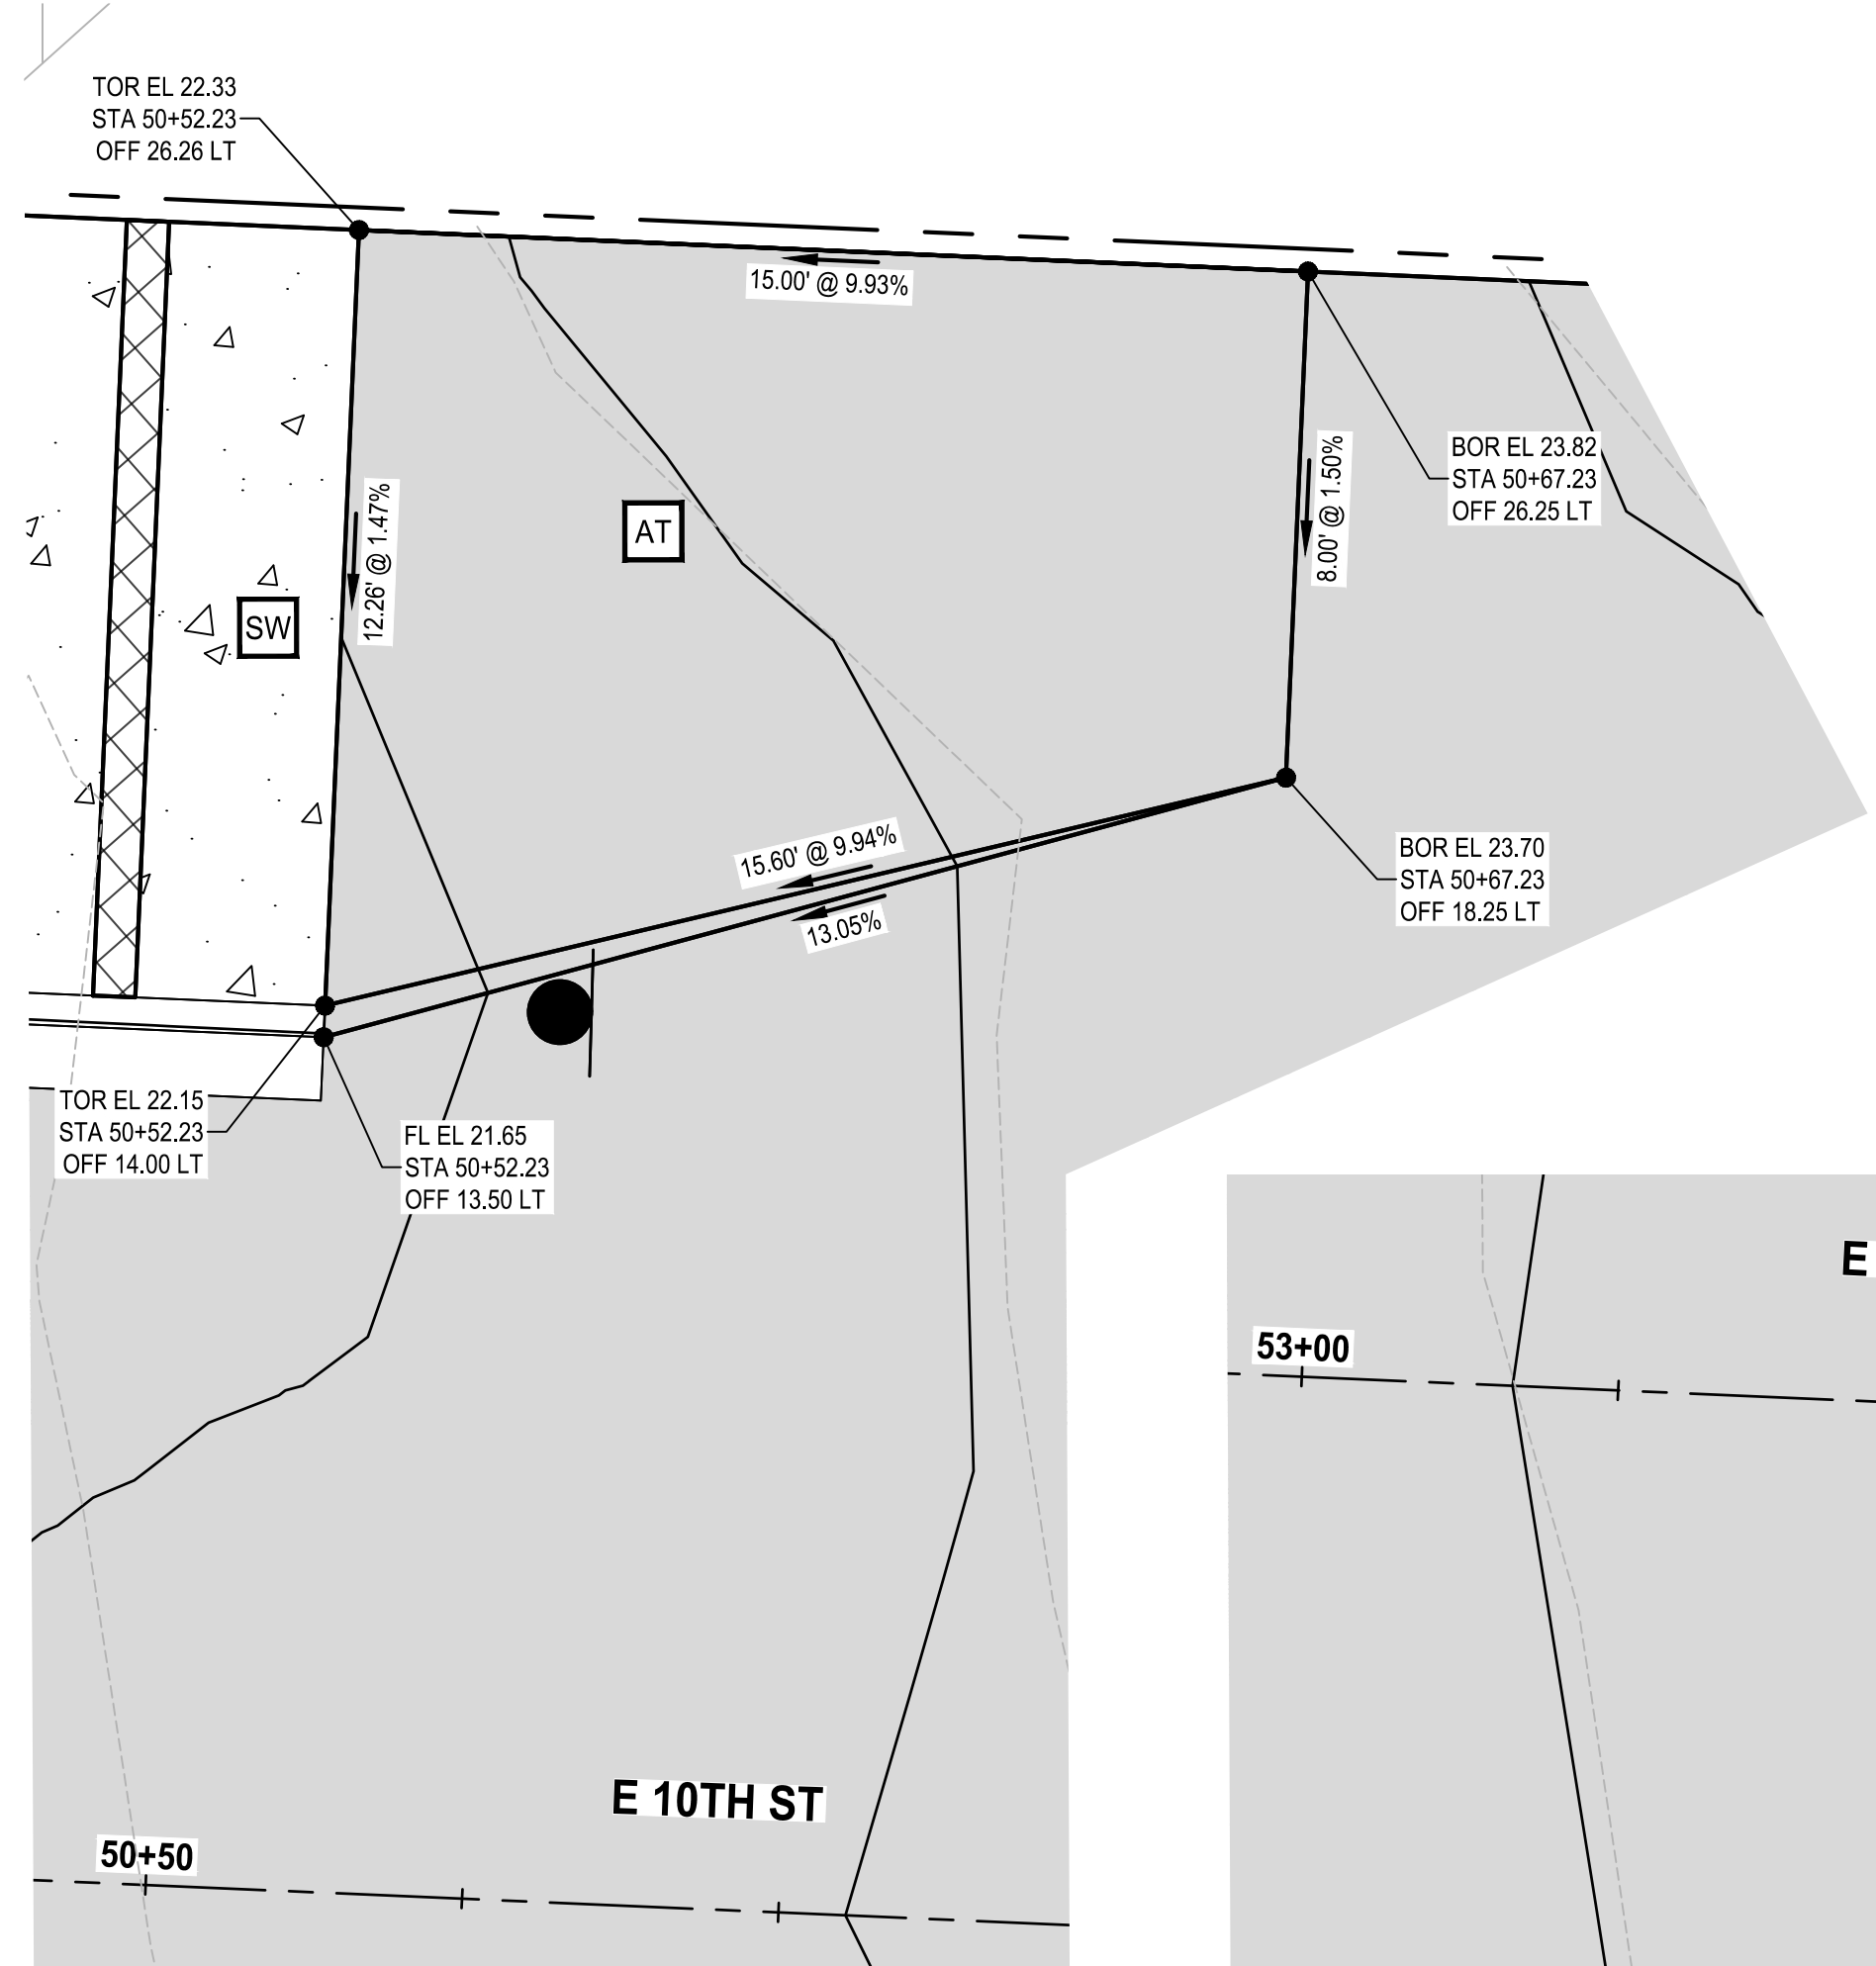 TOR EL 22.33
STA 50+52.23
OFF 26.26 LT
15.00' @ 9.93%
BOR EL 23.82
STA 50+67.23
OFF 26.25 LT
8.00' @ 1.50%
12.26' @ 1.47%
AT
SW
15.60' @ 9.94%
13.05%
BOR EL 23.70
STA 50+67.23
OFF 18.25 LT
TOR EL 22.15
STA 50+52.23
OFF 14.00 LT
FL EL 21.65
STA 50+52.23
OFF 13.50 LT
E
53+00
E 10TH ST
50+50